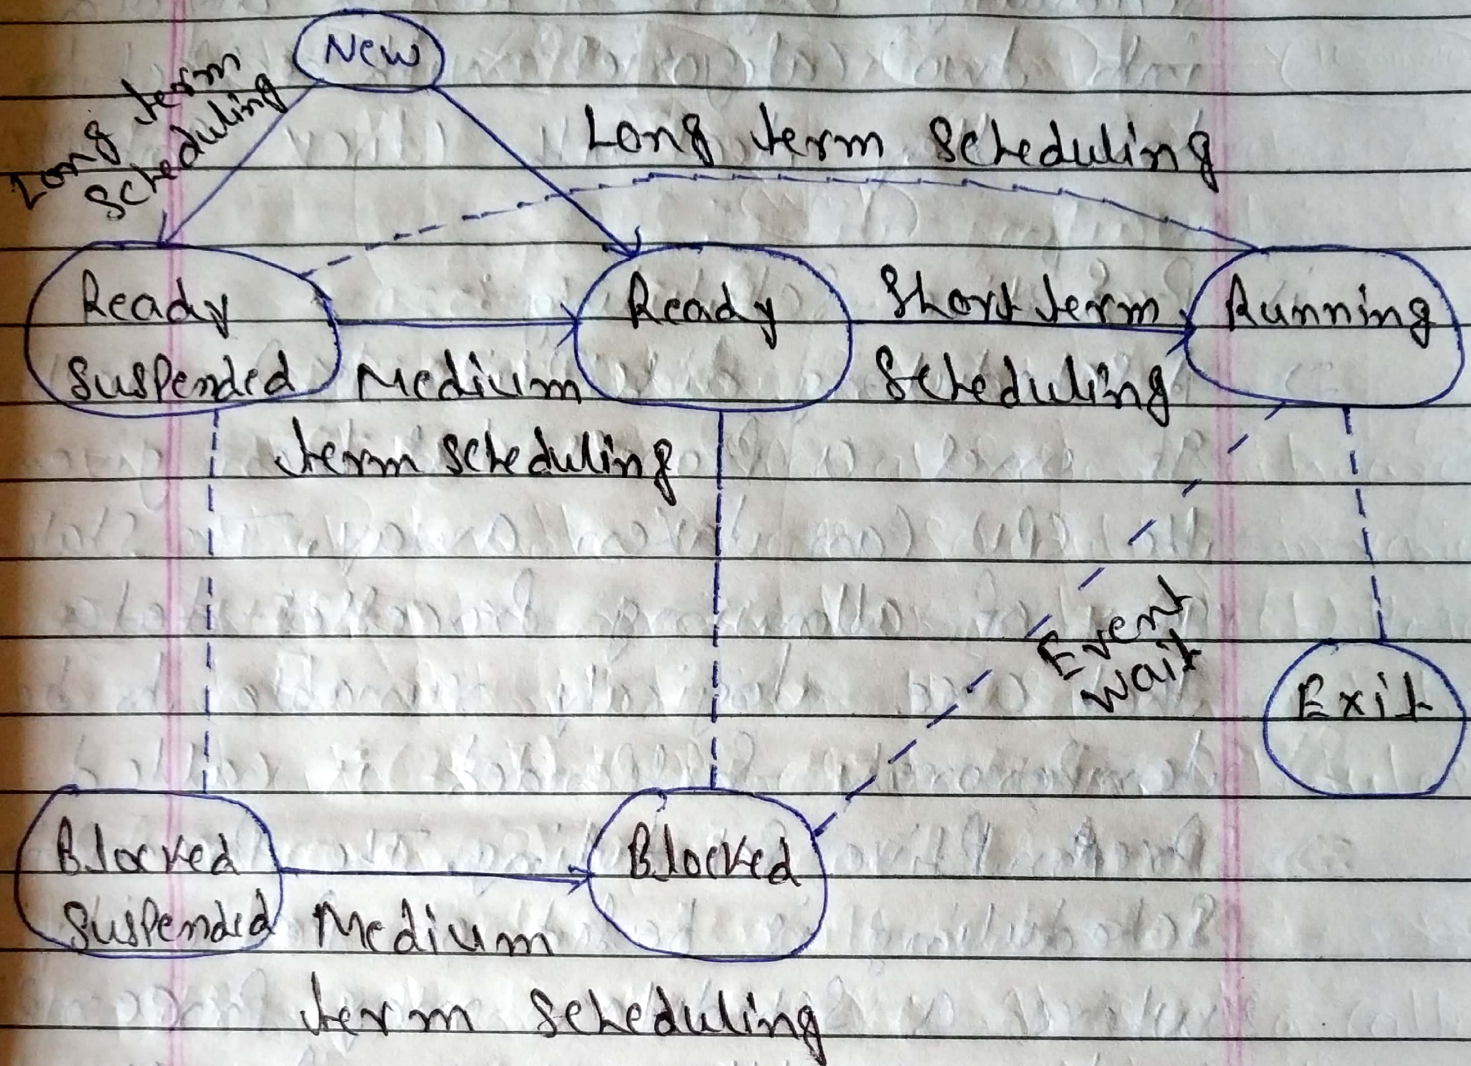 New
Long term
Scheduling
Long term Scheduling
Ready
Suspended
Ready
Short term
Scheduling
Running
Medium
term scheduling
Event
wait
Exit
Blocked
Suspended
Blocked
Medium
term Scheduling